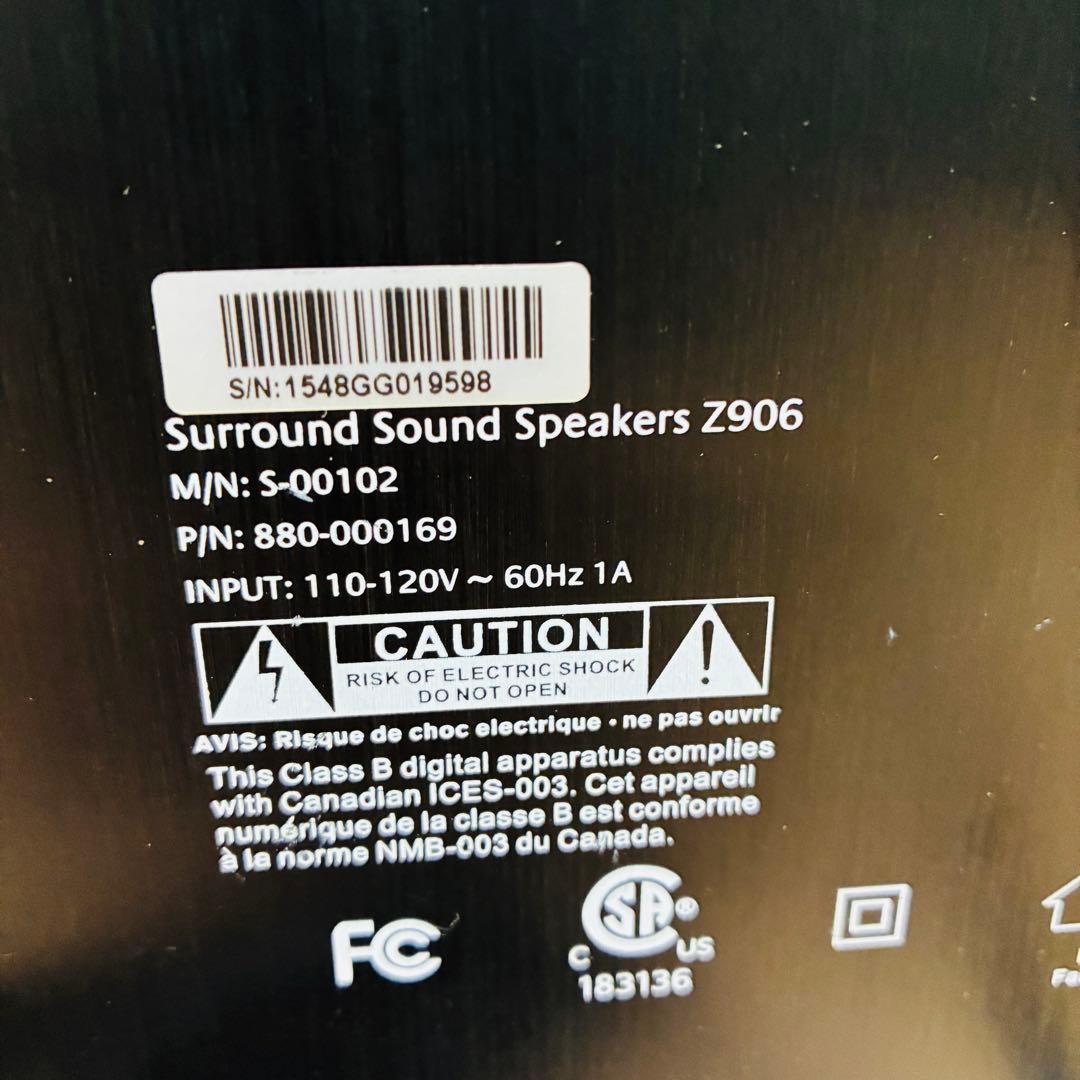 S/N:1548GG019598
Surround Sound Speakers Z906
M/N: S-Q0102
P/N: 880-000169
INPUT: 110-120V ~ 60Hz 1A
CAUTION
RISK OF ELECTRIC SHOCK
DO NOT OPEN
AVIS: Risque de choc electrique • ne pas ouvrir
This Class B digital apparatus complies
with Canadian ICES-003. Cet appareil
numérique de la classe B est conforme
à la norme NMB-003 du Canada.
FC
C SA® US
183136